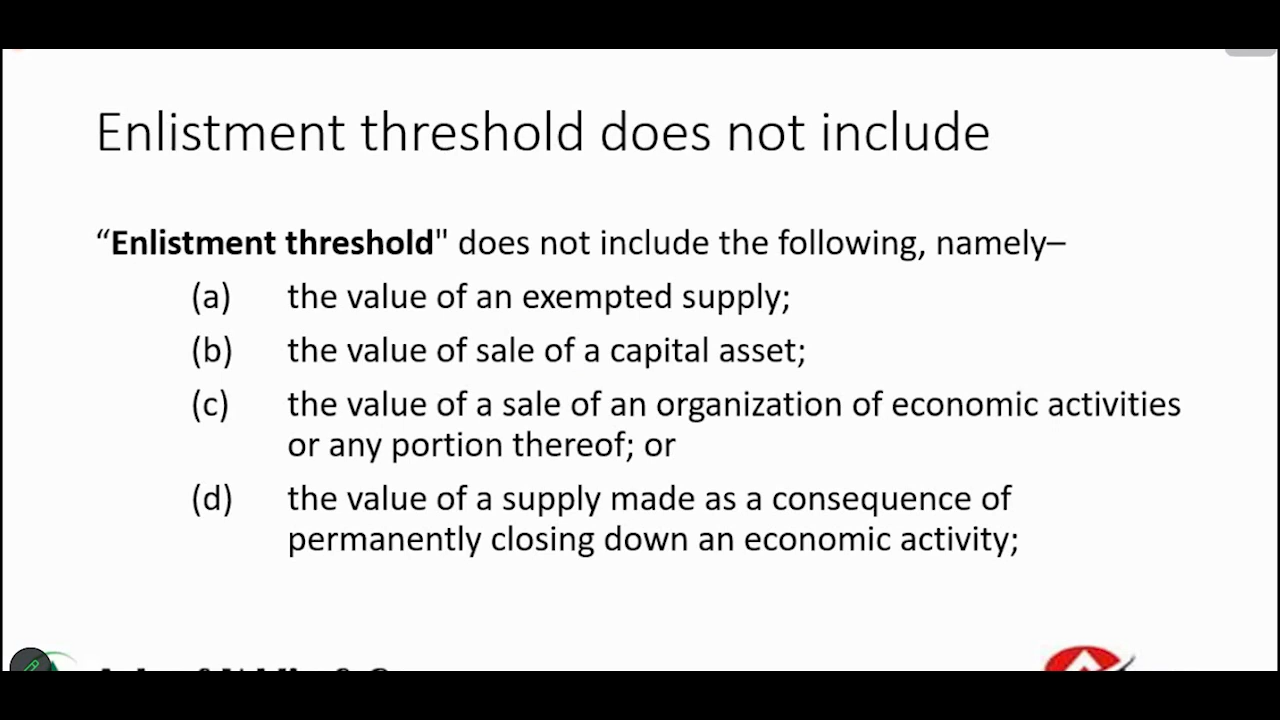 Enlistment threshold does not include
“Enlistment threshold" does not include the following, namely–
(a) the value of an exempted supply;
(b) the value of sale of a capital asset;
(c) the value of a sale of an organization of economic activities
or any portion thereof; or
(d) the value of a supply made as a consequence of
permanently closing down an economic activity;